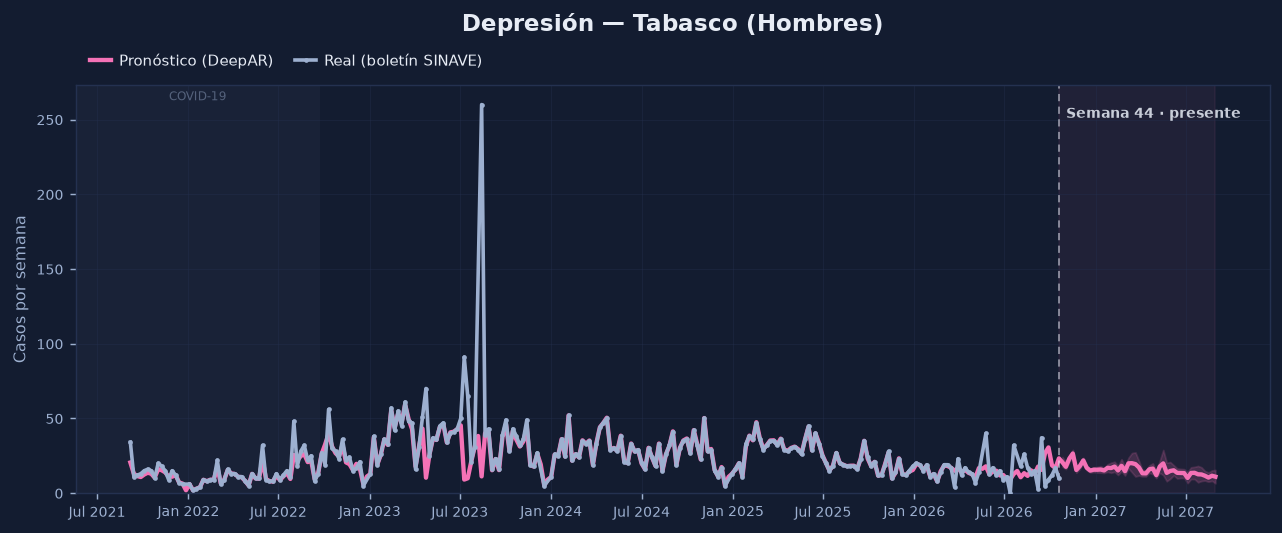 Depresión — Tabasco (Hombres)
Pronóstico (DeepAR)
Real (boletín SINAVE)
COVID-19
Semana 44 · presente
Casos por semana
250
200
150
100
50
0
Jul 2021
Jan 2022
Jul 2022
Jan 2023
Jul 2023
Jan 2024
Jul 2024
Jan 2025
Jul 2025
Jan 2026
Jul 2026
Jan 2027
Jul 2027